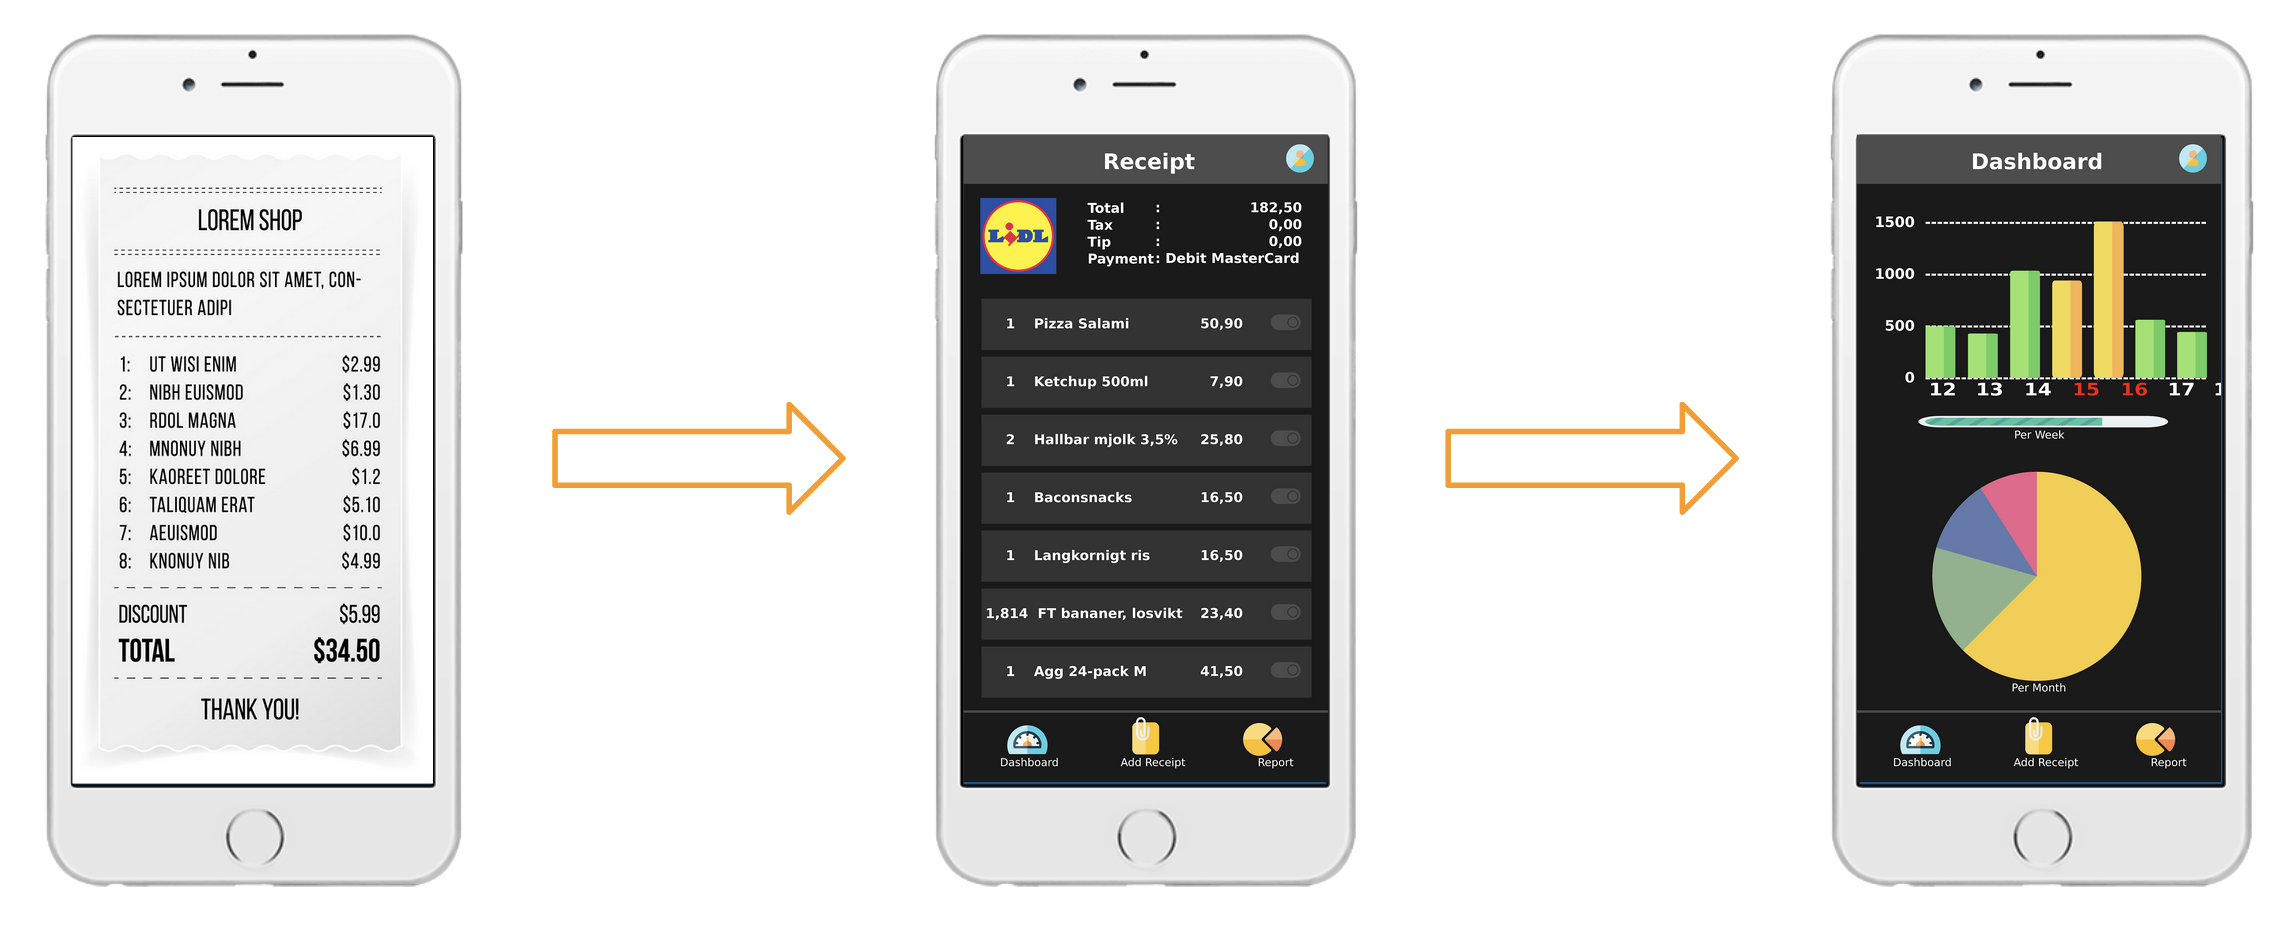 LOREM SHOP
LOREM IPSUM DOLOR SIT AMET, CON-
SECTETUER ADIPI
1: UT WISI ENIM $2.99
2: NIBH EUISMOD $1.30
3: RDOL MAGNA $17.0
4: MNONUY NIBH $6.99
5: KAOREET DOLORE $1.2
6: TALIQUAM ERAT $5.10
7: AEUISMOD $10.0
8: KNONUY NIB $4.99
DISCOUNT $5.99
TOTAL $34.50
THANK YOU!
Receipt
LIDL
Total : 182,50
Tax : 0,00
Tip : 0,00
Payment: Debit MasterCard
1 Pizza Salami 50,90
1 Ketchup 500ml 7,90
2 Hallbar mjolk 3,5% 25,80
1 Baconsnacks 16,50
1 Langkornigt ris 16,50
1,814 FT bananer, losvikt 23,40
1 Agg 24-pack M 41,50
Dashboard Add Receipt Report
Dashboard
1500
1000
500
0
12 13 14 15 16 17
Per Week
Per Month
Dashboard Add Receipt Report